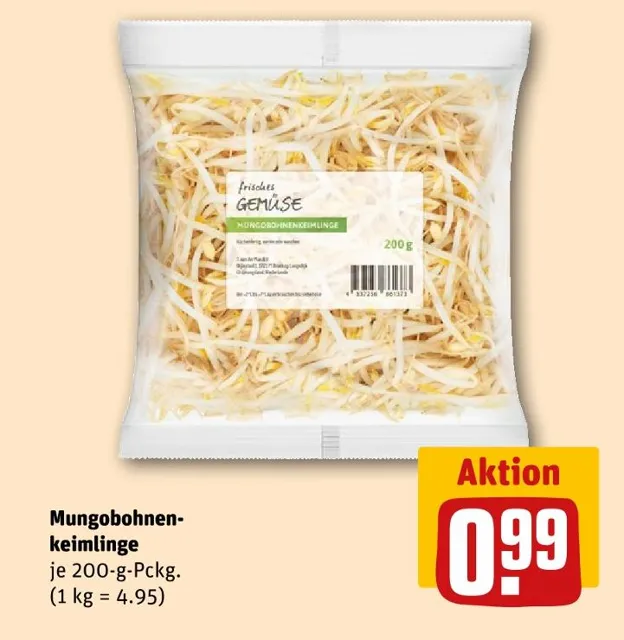 frisches
GEMÜSE
MUNGOBOHNENKEIMLINGE
200 g
Aktion
0.99
Mungobohnen-
keimlinge
je 200-g-Pckg.
(1 kg = 4.95)